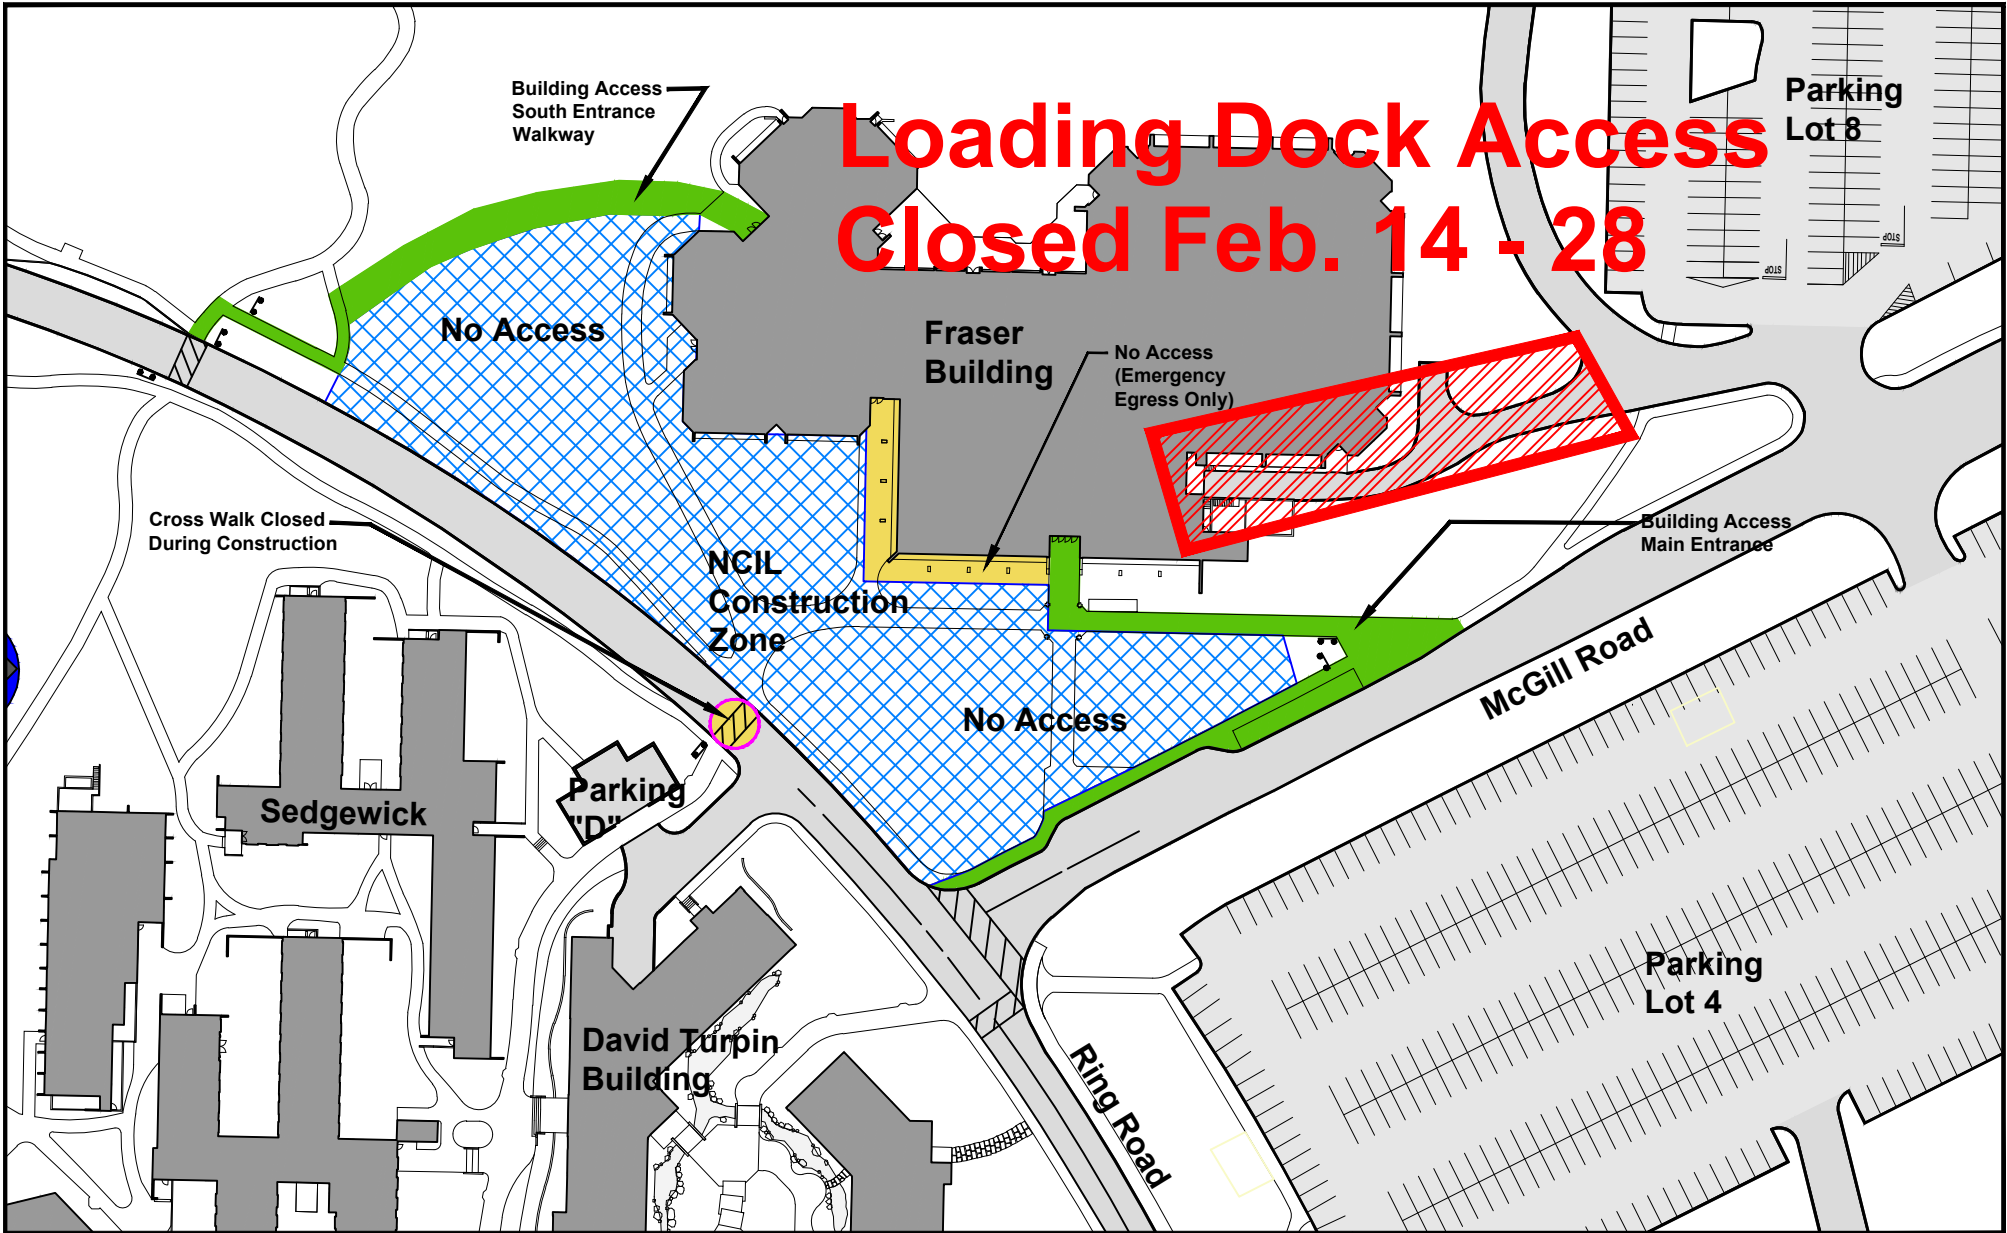 Building Access
South Entrance
Walkway
Loading Dock Access
Closed Feb. 14 - 28
Parking
Lot 8
STOP
STOP
No Access
Fraser
Building
No Access
(Emergency
Egress Only)
Cross Walk Closed
During Construction
Building Access
Main Entrance
NCIL
Construction
Zone
No Access
McGill Road
Sedgewick
Parking
"D"
Parking
Lot 4
David Turpin
Building
Ring Road